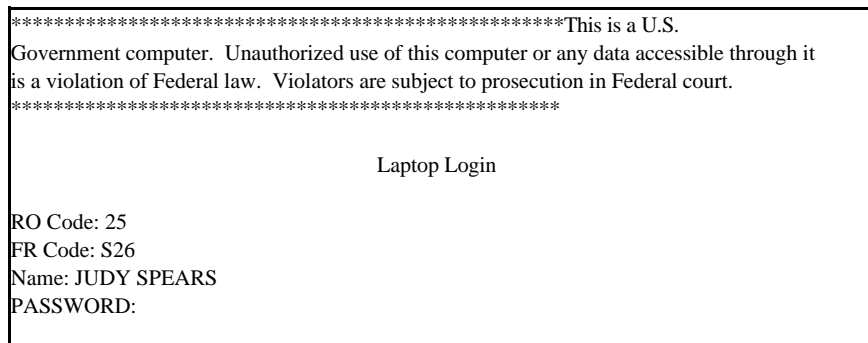 ****************************************************This is a U.S.
Government computer.  Unauthorized use of this computer or any data accessible through it
is a violation of Federal law.  Violators are subject to prosecution in Federal court.
****************************************************
Laptop Login
RO Code: 25
FR Code: S26
Name: JUDY SPEARS
PASSWORD: